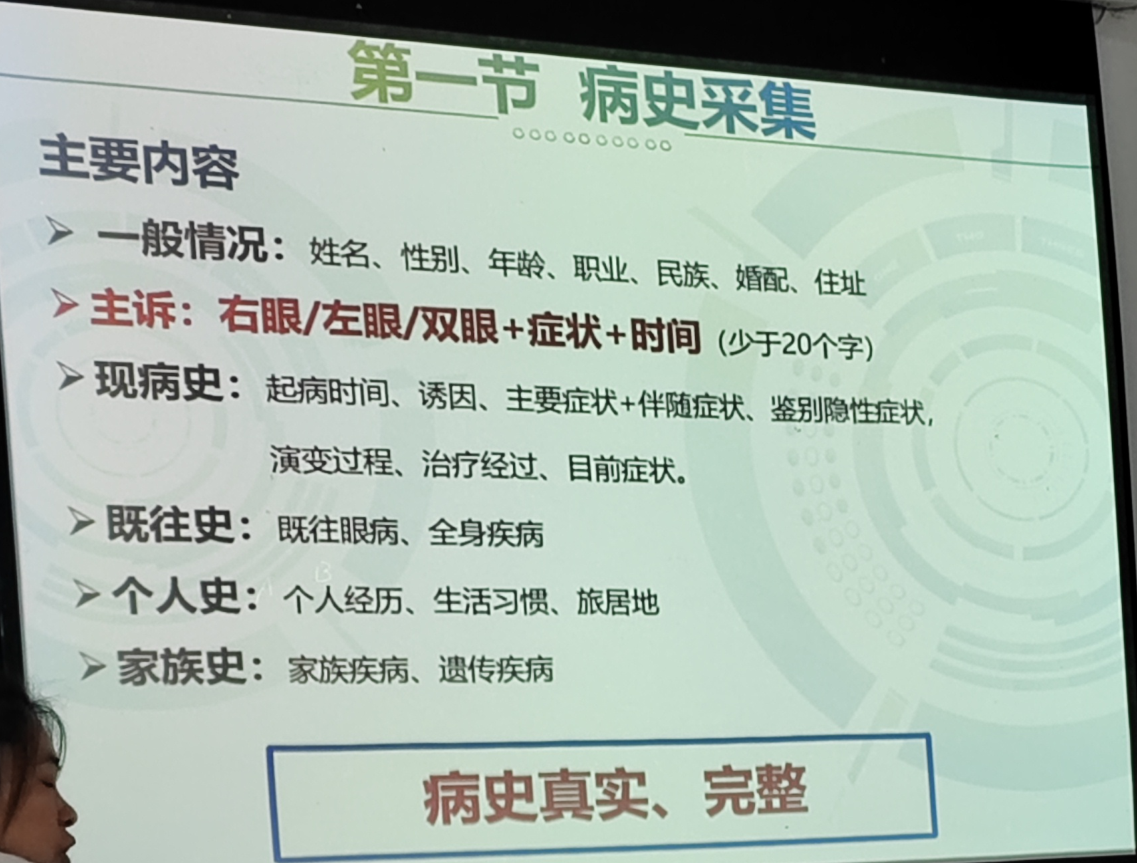 第一节 病史采集
主要内容
一般情况：姓名、性别、年龄、职业、民族、婚配、住址
主诉：右眼/左眼/双眼+症状+时间（少于20个字）
现病史：起病时间、诱因、主要症状+伴随症状、鉴别隐性症状，
演变过程、治疗经过、目前症状。
既往史：既往眼病、全身疾病
个人史：个人经历、生活习惯、旅居地
家族史：家族疾病、遗传疾病
病史真实、完整